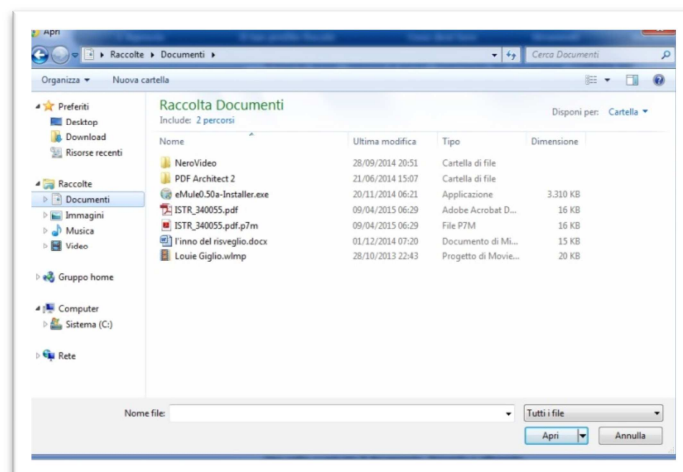 Apri
Raccolte Documenti
Cerca Documenti
Organizza Nuova cartella
Preferiti
Desktop
Download
Risorse recenti
Raccolte
Documenti
Immagini
Musica
Video
Gruppo home
Computer
Sistema (C:)
Rete
Raccolta Documenti
Include: 2 percorsi
Disponi per: Cartella
Nome Ultima modifica Tipo Dimensione
NeroVideo 28/09/2014 20:51 Cartella di file
PDF Architect 2 21/06/2014 15:07 Cartella di file
eMule0.50a-Installer.exe 20/11/2014 06:21 Applicazione 3.310 KB
ISTR_340055.pdf 09/04/2015 06:29 Adobe Acrobat D... 16 KB
ISTR_340055.pdf.p7m 09/04/2015 06:29 File P7M 16 KB
l'inno del risveglio.docx 01/12/2014 07:20 Documento di Mi... 15 KB
Louie Giglio.wlmp 28/10/2013 22:43 Progetto di Movie... 20 KB
Nome file: Tutti i file
Apri Annulla